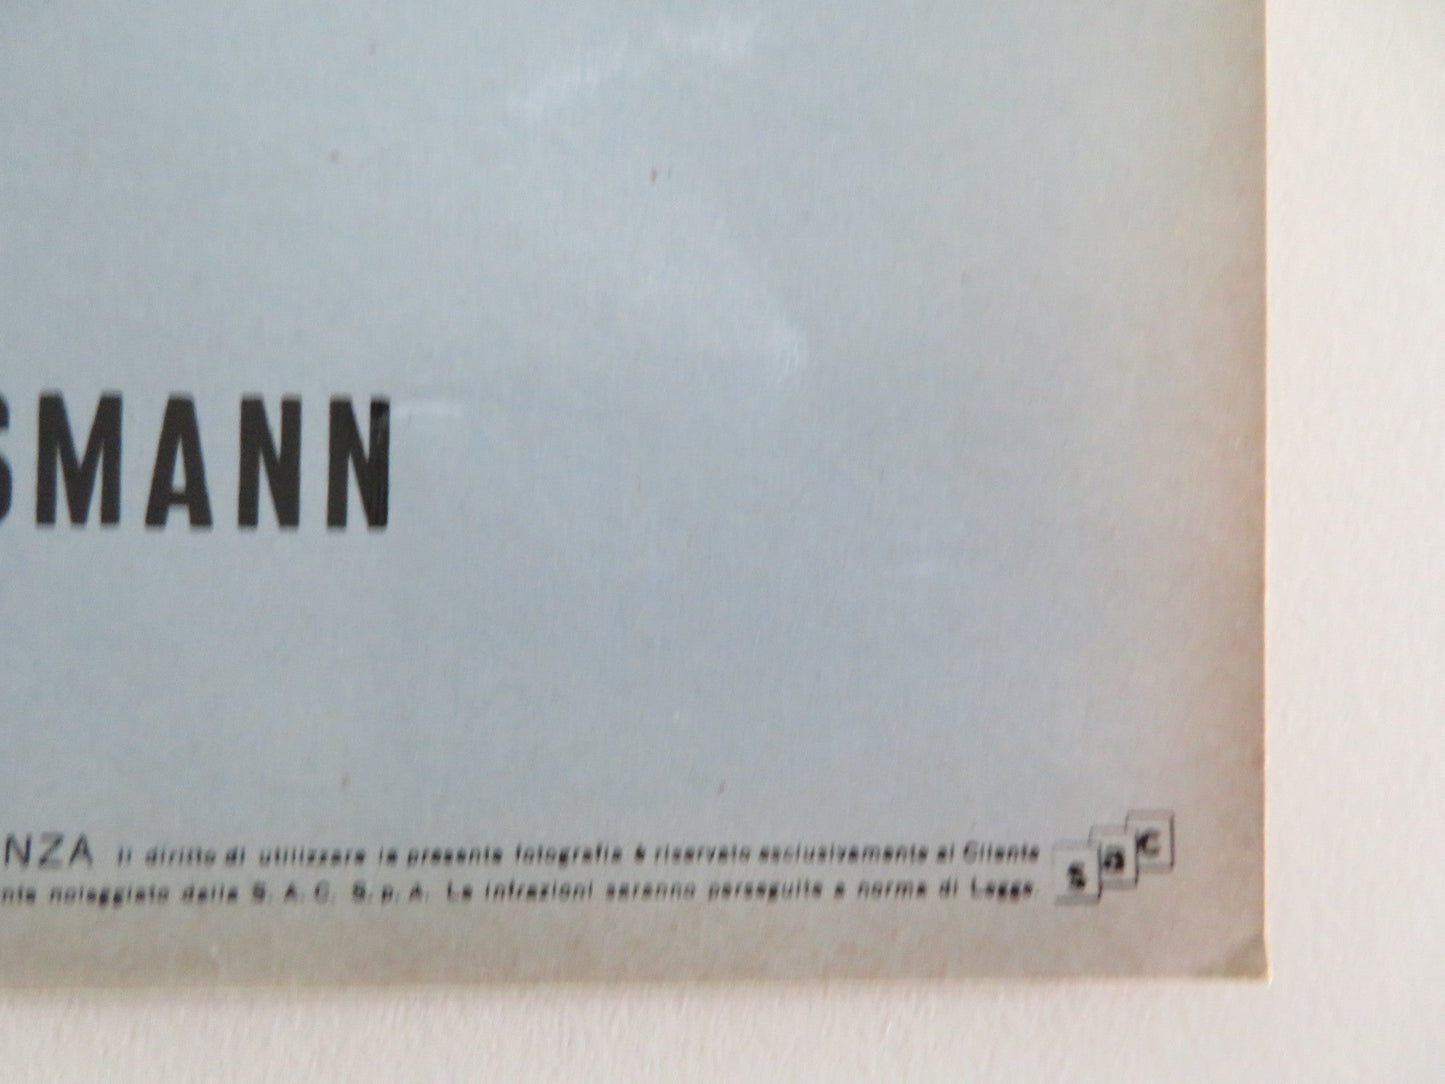 SMANN
NZA Il diritto di utilizzare la presente fotografia è riservato esclusivamente al Cliente
nte noleggiato dalla S. A. C. S. p. A. Le infrazioni saranno perseguite a norma di Legge.
sac